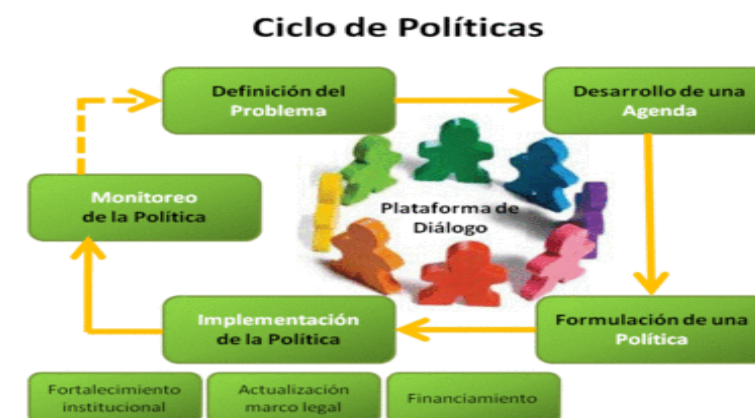 Ciclo de Políticas
Definición del
Problema
Desarrollo de una
Agenda
Monitoreo
de la Política
Plataforma de
Diálogo
Implementación
de la Política
Formulación de una
Política
Fortalecimiento
institucional
Actualización
marco legal
Financiamiento